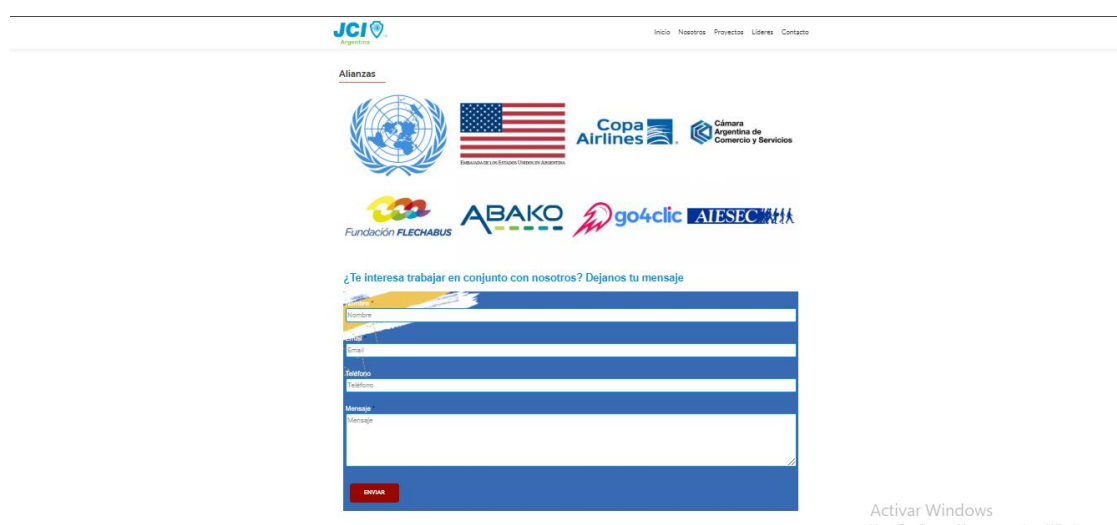 JCI
Argentina
Inicio Nosotros Proyectos Líderes Contacto
Alianzas
EMBAJADA DE LOS ESTADOS UNIDOS EN ARGENTINA
Copa
Airlines
Cámara
Argentina de
Comercio y Servicios
Fundación FLECHABUS
ABAKO
go4clic
AIESEC
¿Te interesa trabajar en conjunto con nosotros? Dejanos tu mensaje
Nombre *
Nombre
Email *
Email
Teléfono
Teléfono
Mensaje *
Mensaje
ENVIAR
Activar Windows